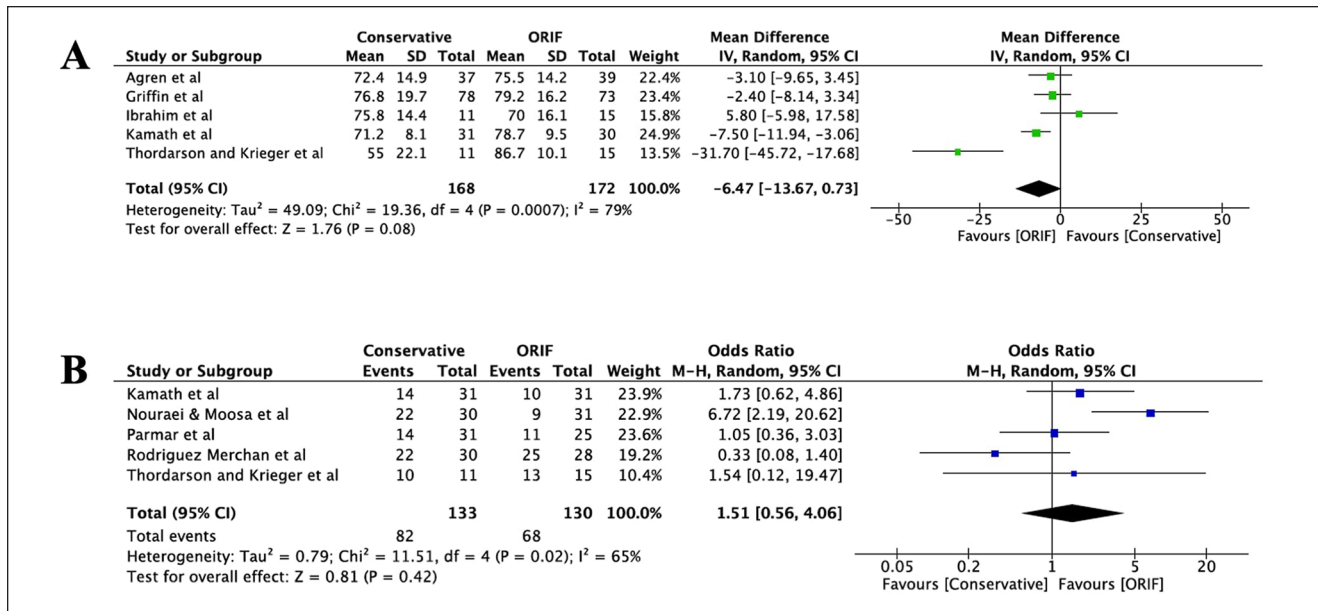 A
Conservative ORIF Mean Difference Mean Difference
Study or Subgroup Mean SD Total Mean SD Total Weight IV, Random, 95% CI IV, Random, 95% CI
Agren et al 72.4 14.9 37 75.5 14.2 39 22.4% −3.10 [−9.65, 3.45]
Griffin et al 76.8 19.7 78 79.2 16.2 73 23.4% −2.40 [−8.14, 3.34]
Ibrahim et al 75.8 14.4 11 70 16.1 15 15.8% 5.80 [−5.98, 17.58]
Kamath et al 71.2 8.1 31 78.7 9.5 30 24.9% −7.50 [−11.94, −3.06]
Thordarson and Krieger et al 55 22.1 11 86.7 10.1 15 13.5% −31.70 [−45.72, −17.68]
Total (95% CI) 168 172 100.0% −6.47 [−13.67, 0.73]
Heterogeneity: Tau² = 49.09; Chi² = 19.36, df = 4 (P = 0.0007); I² = 79%
Test for overall effect: Z = 1.76 (P = 0.08)
−50 −25 0 25 50
Favours [ORIF] Favours [Conservative]
B
Conservative ORIF Odds Ratio Odds Ratio
Study or Subgroup Events Total Events Total Weight M−H, Random, 95% CI M−H, Random, 95% CI
Kamath et al 14 31 10 31 23.9% 1.73 [0.62, 4.86]
Nouraei & Moosa et al 22 30 9 31 22.9% 6.72 [2.19, 20.62]
Parmar et al 14 31 11 25 23.6% 1.05 [0.36, 3.03]
Rodriguez Merchan et al 22 30 25 28 19.2% 0.33 [0.08, 1.40]
Thordarson and Krieger et al 10 11 13 15 10.4% 1.54 [0.12, 19.47]
Total (95% CI) 133 130 100.0% 1.51 [0.56, 4.06]
Total events 82 68
Heterogeneity: Tau² = 0.79; Chi² = 11.51, df = 4 (P = 0.02); I² = 65%
Test for overall effect: Z = 0.81 (P = 0.42)
0.05 0.2 1 5 20
Favours [Conservative] Favours [ORIF]